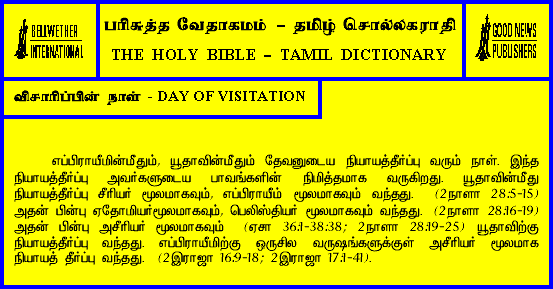 BELLWETHER
INTERNATIONAL
பரிசுத்த வேதாகமம் – தமிழ் சொல்லகராதி
THE HOLY BIBLE – TAMIL DICTIONARY
GOOD NEWS
PUBLISHERS
விசாரிப்பின் நாள் - DAY OF VISITATION
எப்பிராயீமின்மீதும், யூதாவின்மீதும் தேவனுடைய நியாயத்தீர்ப்பு வரும் நாள். இந்த
நியாயத்தீர்ப்பு அவர்களுடைய பாவங்களின் நிமித்தமாக வருகிறது. யூதாவின்மீது
நியாயத்தீர்ப்பு சீரியர் மூலமாகவும், எப்பிராயீம் மூலமாகவும் வந்தது. (2நாளா 28:5-15)
அதன் பின்பு ஏதோமியர்மூலமாகவும், பெலிஸ்தியர் மூலமாகவும் வந்தது. (2நாளா 28:16-19)
அதன் பின்பு அசீரியர் மூலமாகவும் (ஏசா 36:1-38:38; 2நாளா 28:19-25) யூதாவிற்கு
நியாயத்தீர்ப்பு வந்தது. எப்பிராயீமிற்கு ஒருசில வருஷங்களுக்குள் அசீரியர் மூலமாக
நியாயத் தீர்ப்பு வந்தது. (2இராஜா 16:9-18; 2இராஜா 17:1-41).